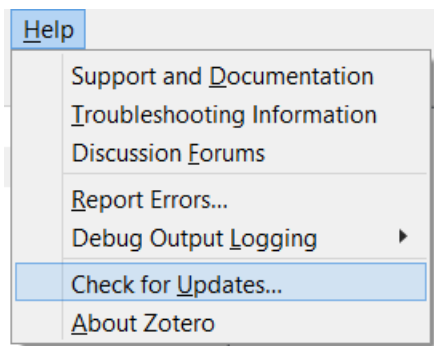 Help
Support and Documentation
Troubleshooting Information
Discussion Forums
Report Errors...
Debug Output Logging
Check for Updates...
About Zotero